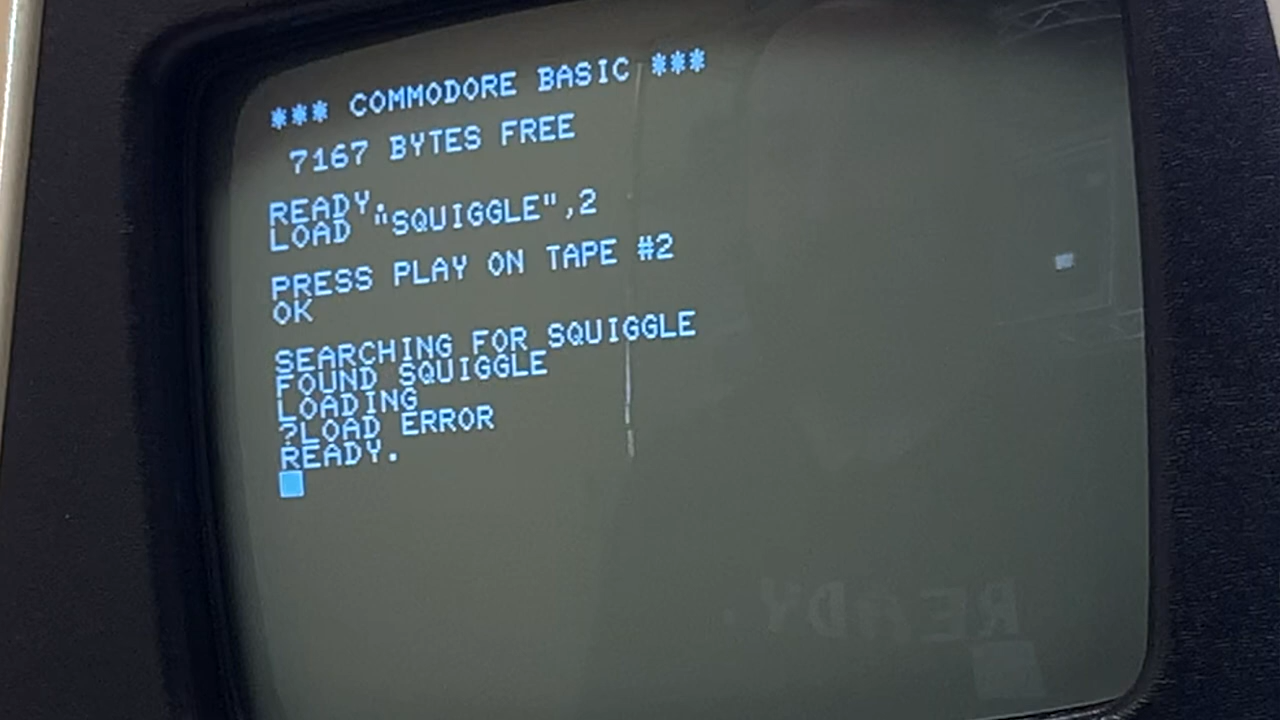 *** COMMODORE BASIC ***
7167 BYTES FREE
READY.
LOAD "SQUIGGLE",2
PRESS PLAY ON TAPE #2
OK
SEARCHING FOR SQUIGGLE
FOUND SQUIGGLE
LOADING
?LOAD ERROR
READY.
READY.